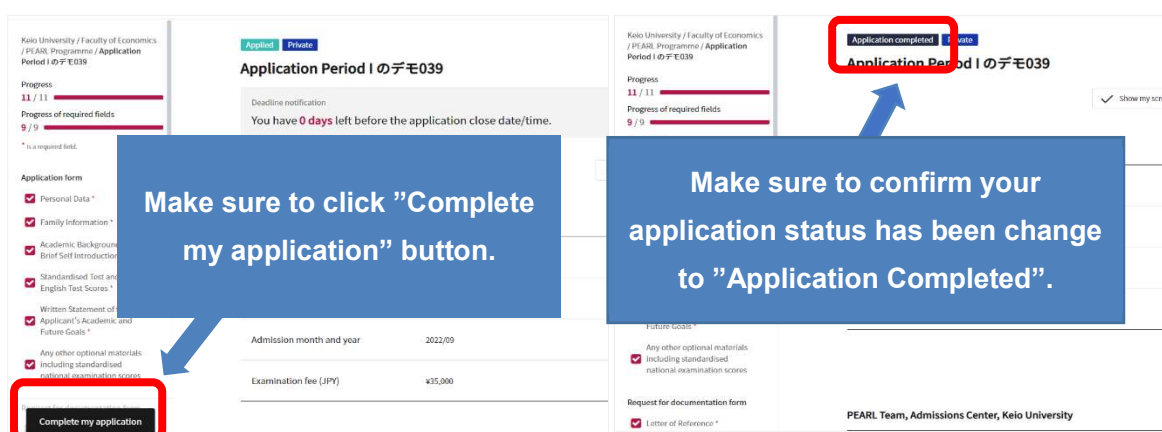 Keio University / Faculty of Economics
/ PEARL Programme / Application
Period I のデモ039
Progress
11 / 11
Progress of required fields
9 / 9
* is a required field.
Application form
Personal Data *
Family Information *
Academic Background
Brief Self Introduction
Standardised Test and
English Test Scores *
Written Statement of
Applicant's Academic and
Future Goals *
Any other optional materials
including standardised
national examination scores
Complete my application
Applied Private
Application Period I のデモ039
Deadline notification
You have 0 days left before the application close date/time.
Make sure to click ”Complete
my application” button.
Admission month and year 2022/09
Examination fee (JPY) ¥35,000
Keio University / Faculty of Economics
/ PEARL Programme / Application
Period I のデモ039
Progress
11 / 11
Progress of required fields
9 / 9
Application completed Private
Application Period I のデモ039
Show my scr
Make sure to confirm your
application status has been change
to ”Application Completed”.
Future Goals *
Any other optional materials
including standardised
national examination scores
Request for documentation form
Letter of Reference *
PEARL Team, Admissions Center, Keio University